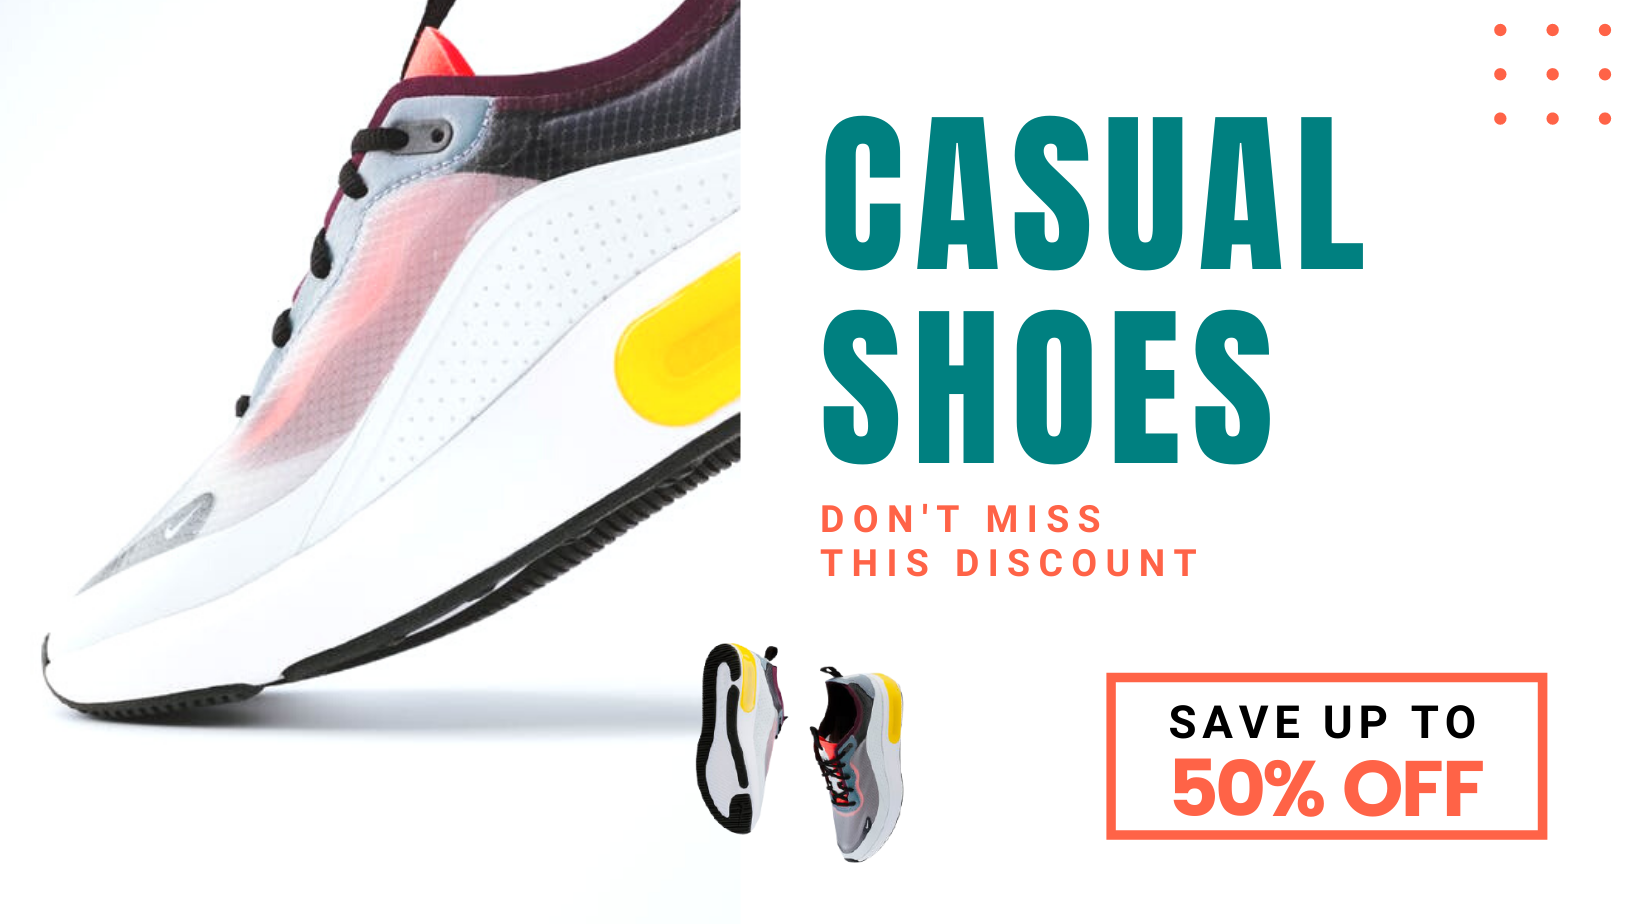 CASUAL
SHOES
DON'T MISS
THIS DISCOUNT
SAVE UP TO
50% OFF